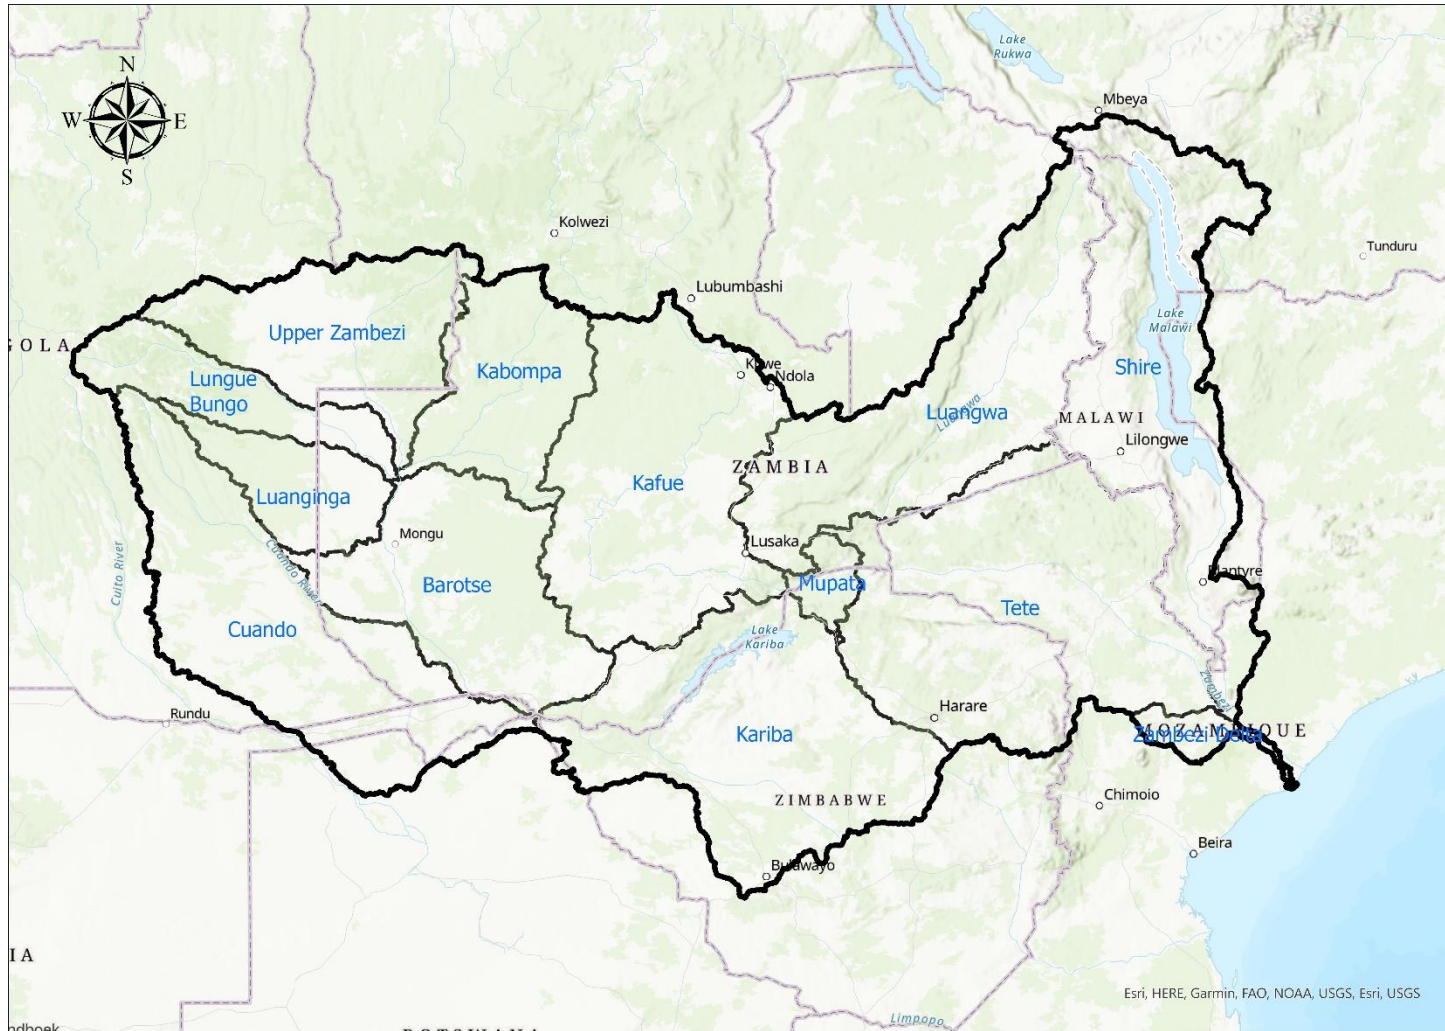 Lake
Rukwa
N
W
E
S
Mbeya
Kolwezi
Tunduru
Lubumbashi
Lake
Malawi
Upper Zambezi
GOLA
Kabompa
Shire
Lungue
Bungo
Ndola
Luangwa
MALAWI
Lilongwe
ZAMBIA
Kafue
Luanginga
Mongu
Lusaka
Cuito River
Cuando River
Barotse
Mupata
Tete
Cuando
Lake
Kariba
Zambezi
Rundu
Harare
Kariba
MOZAMBIQUE
Zambezi Delta
ZIMBABWE
Chimoio
Beira
Bulawayo
IA
Esri, HERE, Garmin, FAO, NOAA, USGS, Esri, USGS
Limpopo